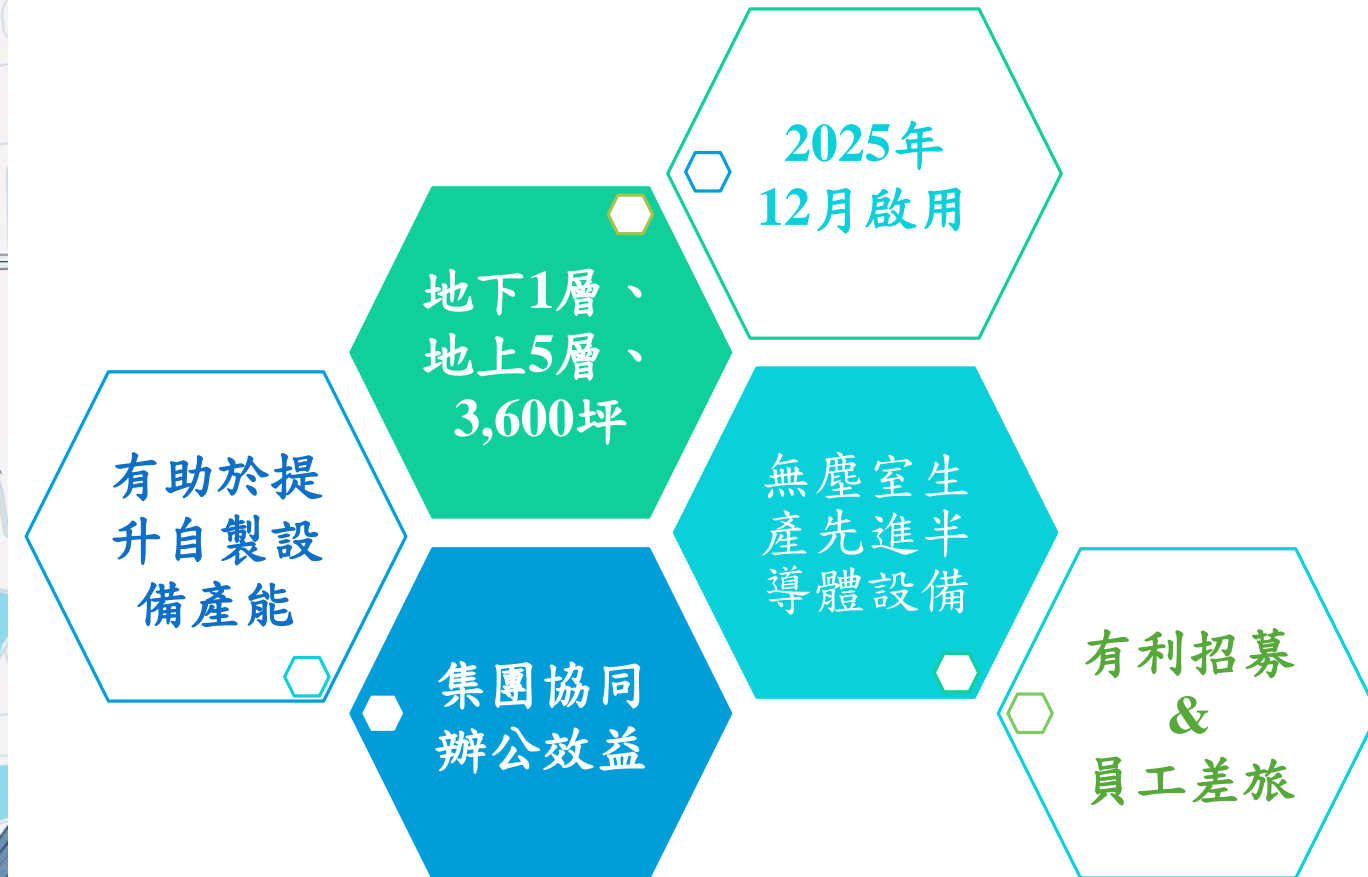 2025年
12月啟用
地下1層、
地上5層、
3,600坪
有助於提
升自製設
備產能
無塵室生
產先進半
導體設備
集團協同
辦公效益
有利招募
&
員工差旅